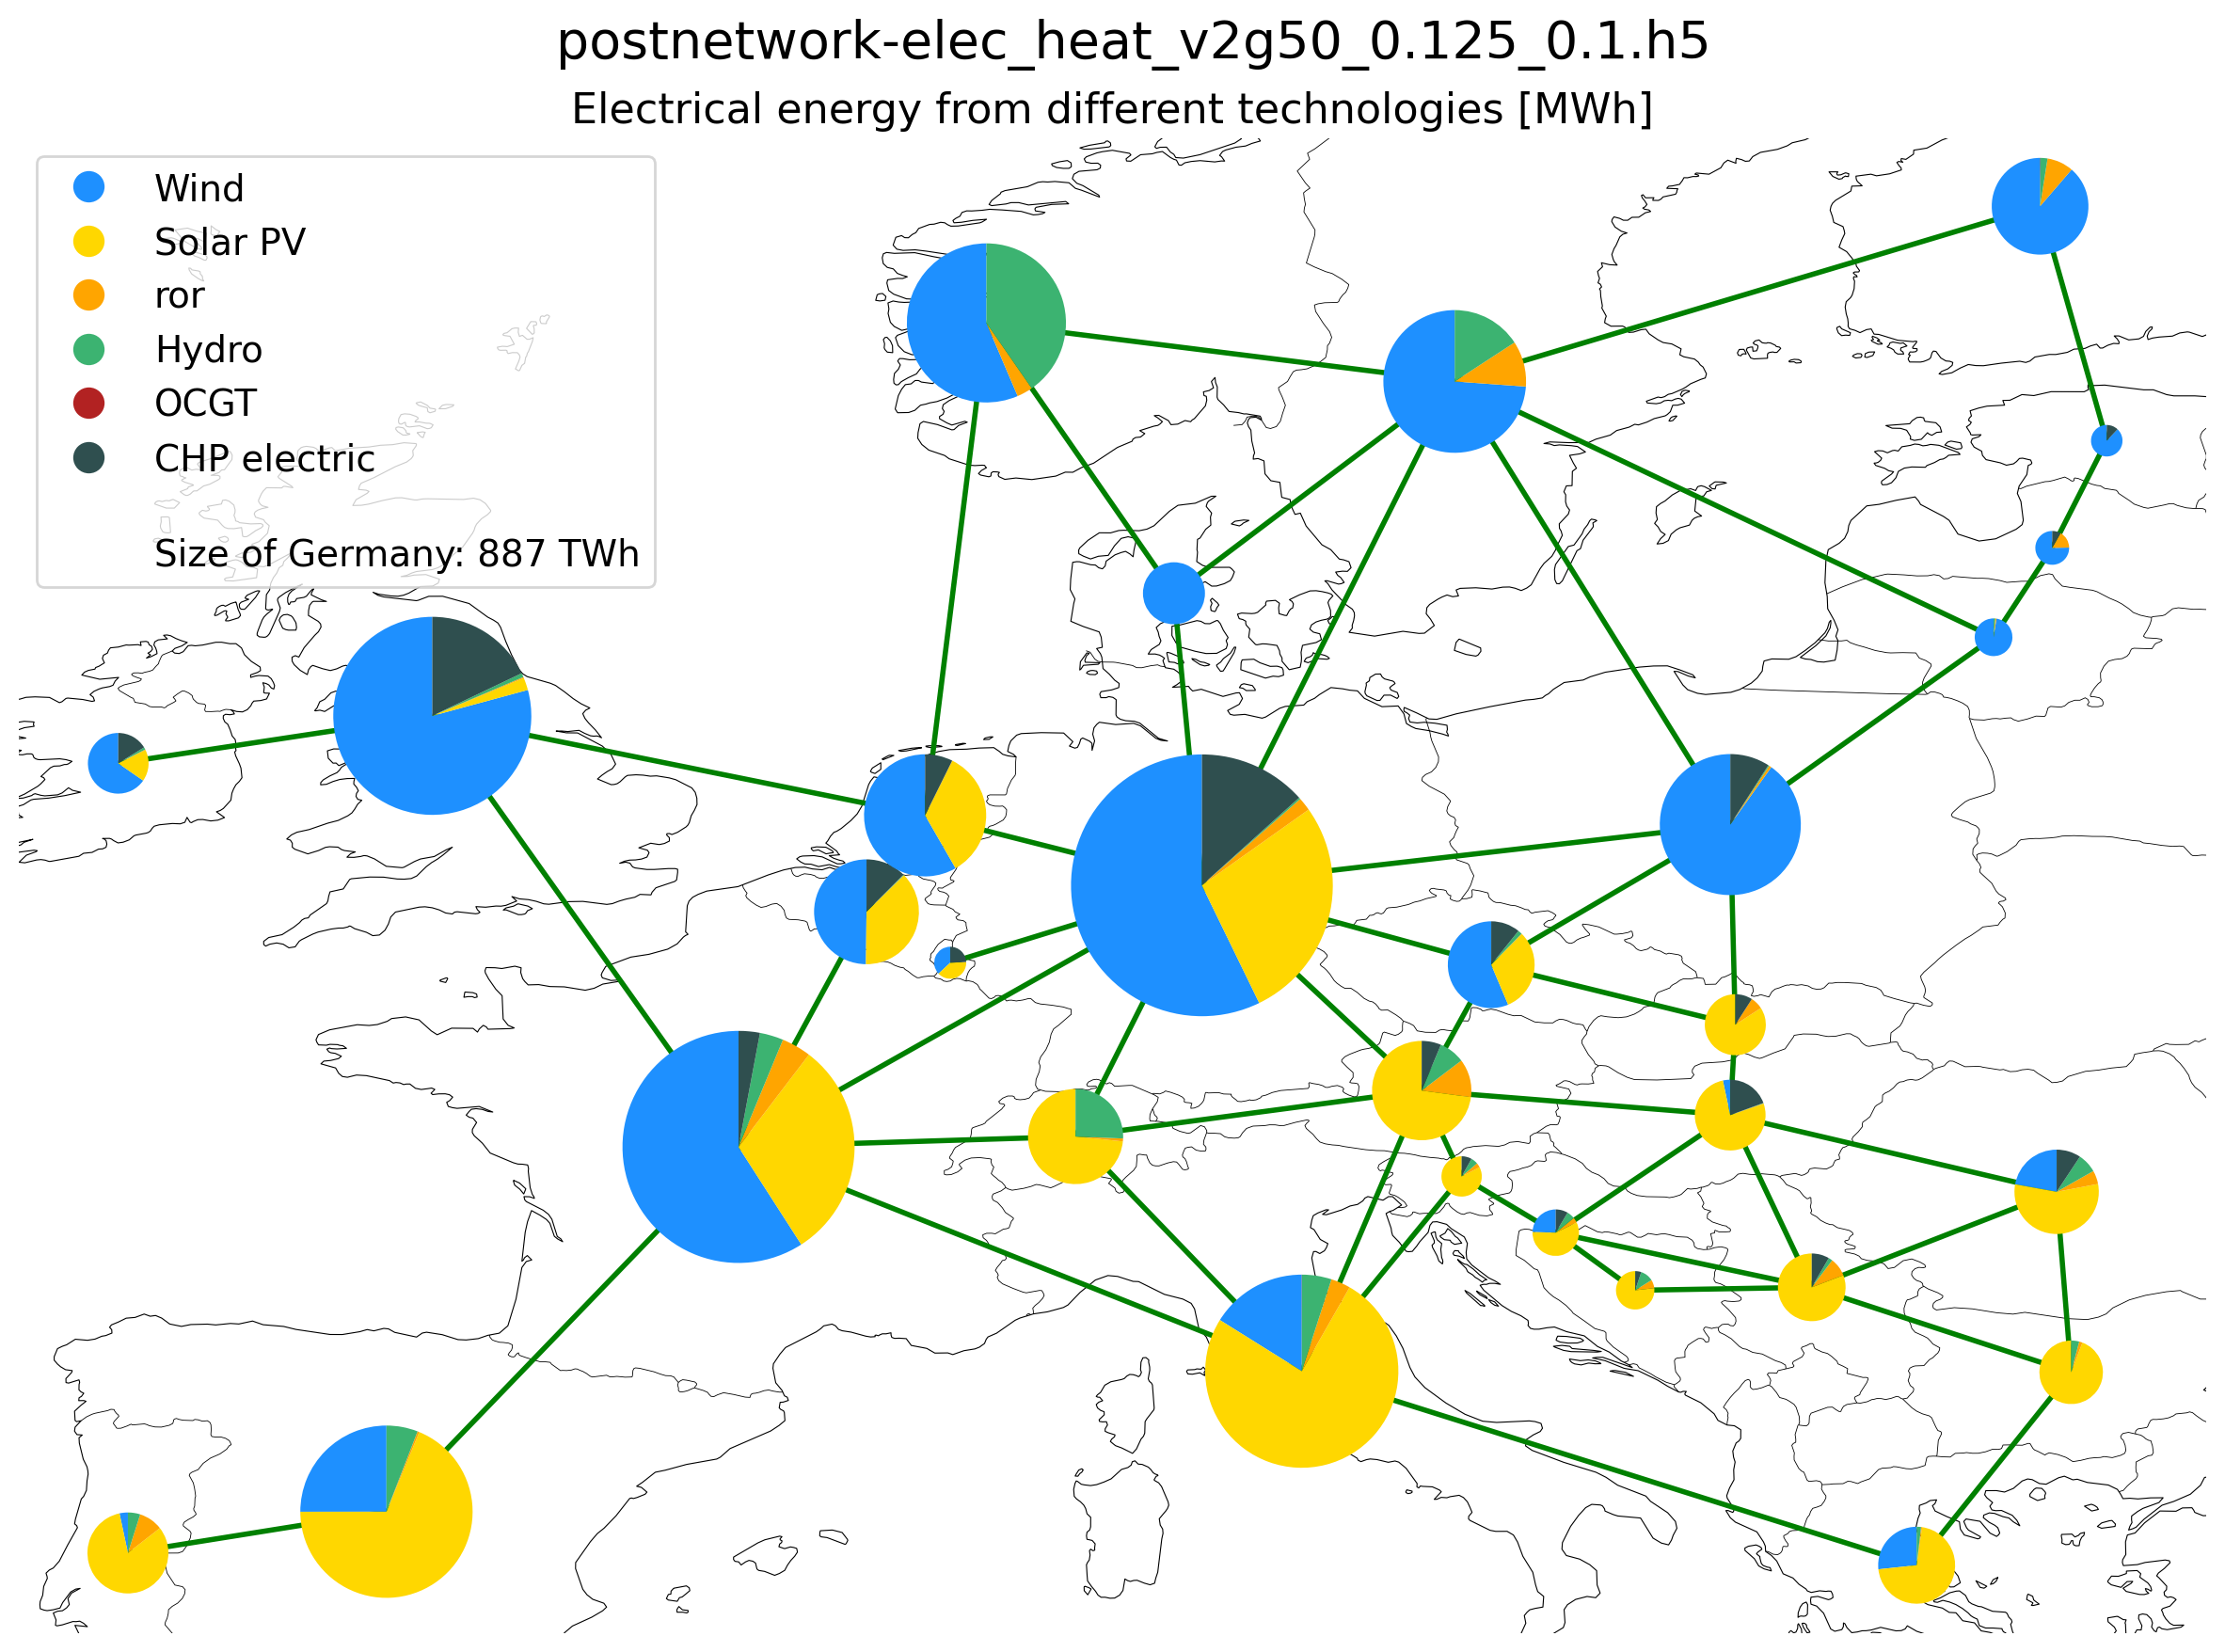 postnetwork-elec_heat_v2g50_0.125_0.1.h5
Electrical energy from different technologies [MWh]
Wind
Solar PV
ror
Hydro
OCGT
CHP electric
Size of Germany: 887 TWh